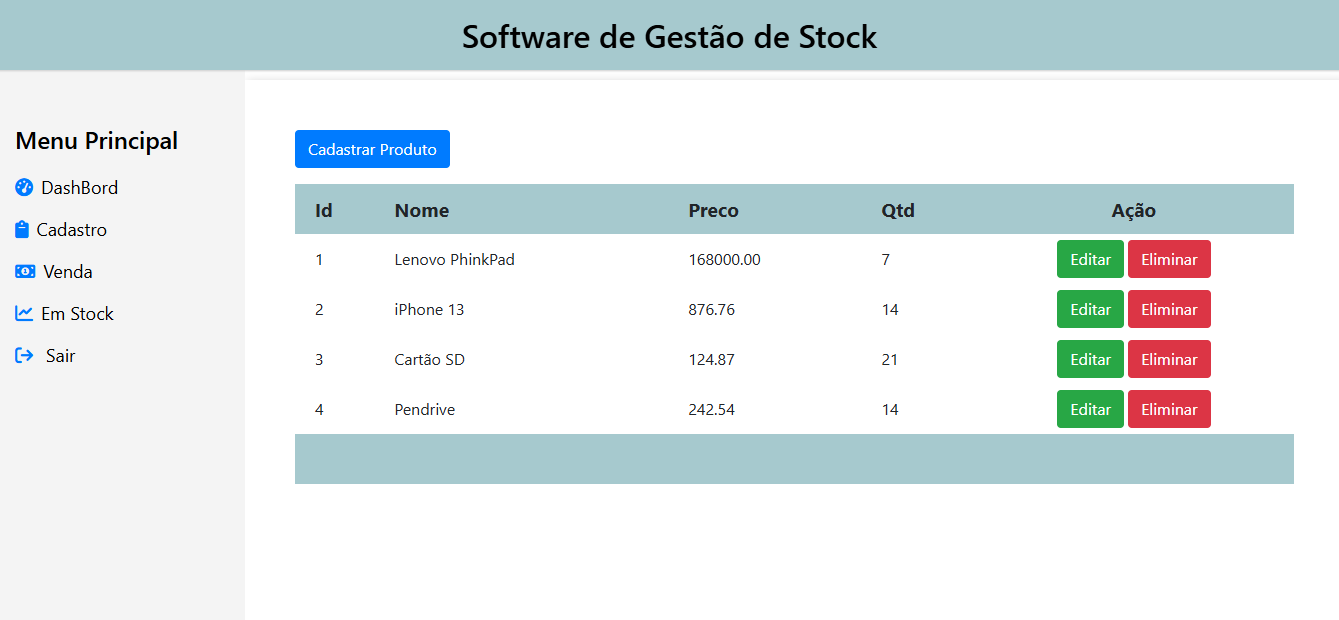 Software de Gestão de Stock
Menu Principal
DashBord
Cadastro
Venda
Em Stock
Sair
Cadastrar Produto
Id Nome Preco Qtd Ação
1 Lenovo PhinkPad 168000.00 7 Editar Eliminar
2 iPhone 13 876.76 14 Editar Eliminar
3 Cartão SD 124.87 21 Editar Eliminar
4 Pendrive 242.54 14 Editar Eliminar